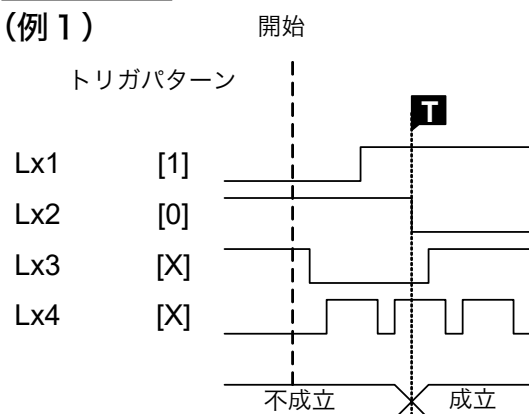 (例1) 開始
トリガパターン
T
Lx1 [1]
Lx2 [0]
Lx3 [X]
Lx4 [X]
不成立 成立